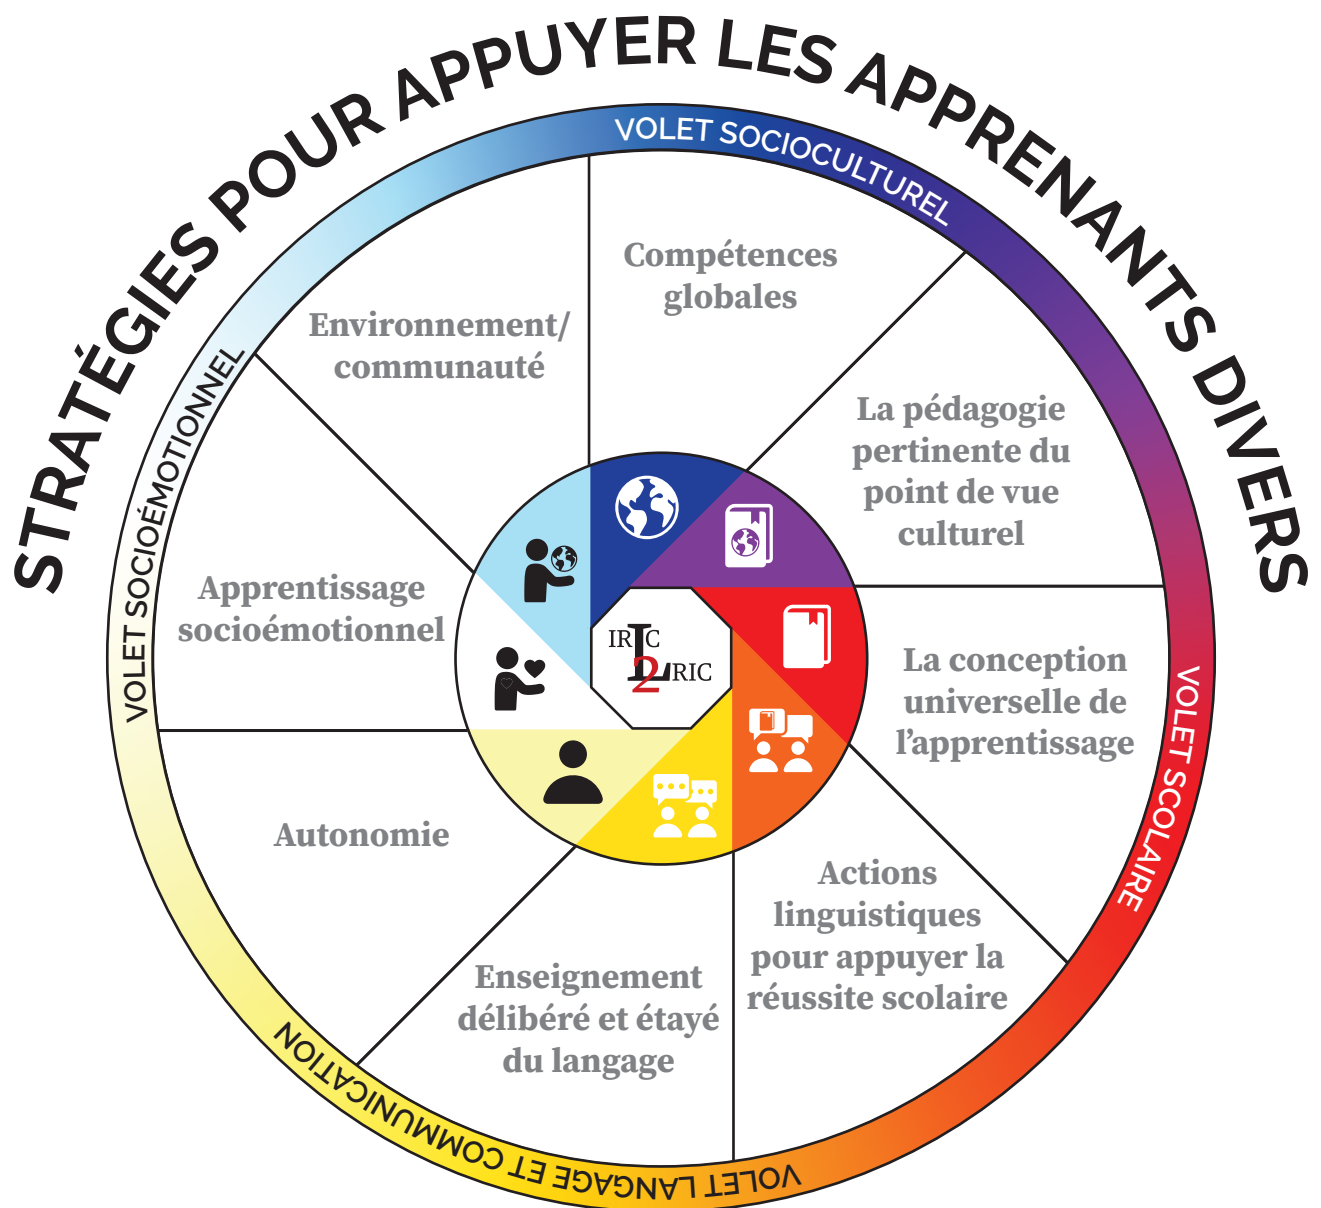 STRATÉGIES POUR APPUYER LES APPRENANTS DIVERS
VOLET SOCIOCULTUREL
Compétences
globales
Environnement/
communauté
La pédagogie
pertinente du
point de vue
culturel
VOLET SOCIOÉMOTIONNEL
Apprentissage
socioémotionnel
IRIC
L2
LRIC
La conception
universelle de
l’apprentissage
VOLET SCOLAIRE
Autonomie
Actions
linguistiques
pour appuyer la
réussite scolaire
Enseignement
délibéré et étayé
du langage
VOLET LANGAGE ET COMMUNICATION